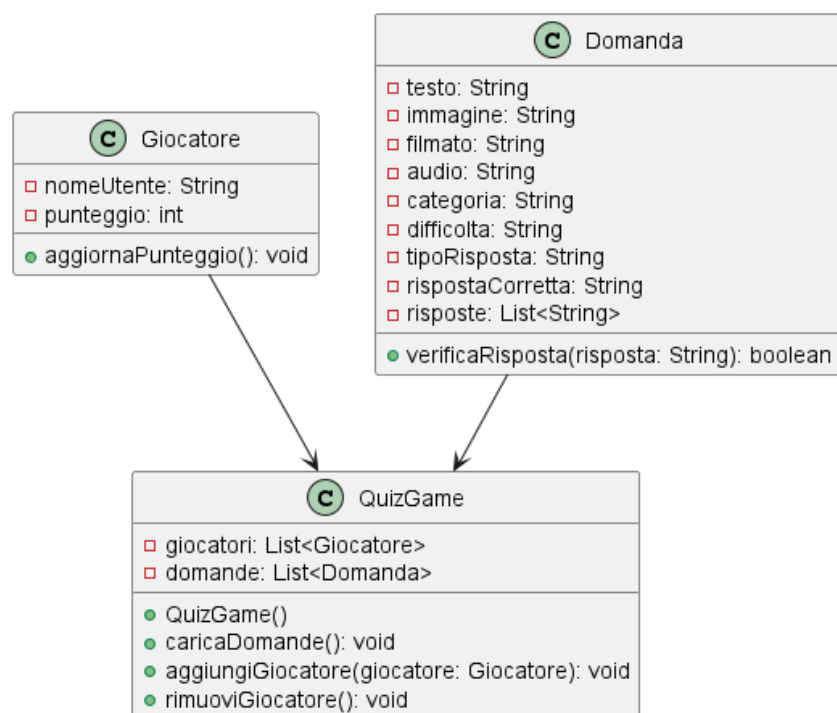 C Giocatore
nomeUtente: String
punteggio: int
aggiornaPunteggio(): void
C Domanda
testo: String
immagine: String
filmato: String
audio: String
categoria: String
difficolta: String
tipoRisposta: String
rispostaCorretta: String
risposte: List<String>
verificaRisposta(risposta: String): boolean
C QuizGame
giocatori: List<Giocatore>
domande: List<Domanda>
QuizGame()
caricaDomande(): void
aggiungiGiocatore(giocatore: Giocatore): void
rimuoviGiocatore(): void